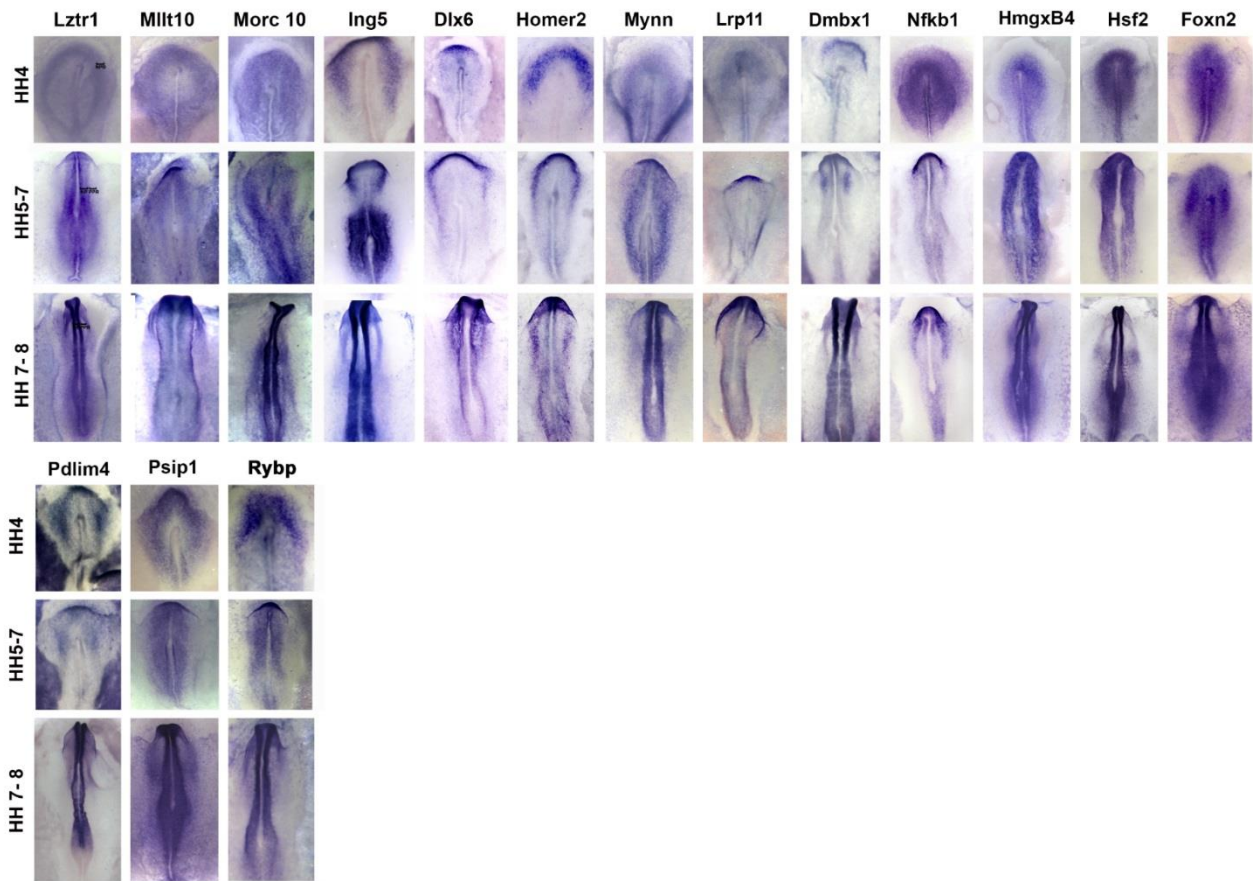 Lztr1 Mllt10 Morc 10 Ing5 Dlx6 Homer2 Mynn Lrp11 Dmbx1 Nfkb1 HmgxB4 Hsf2 Foxn2
HH4
HH5-7
HH 7- 8
Pdlim4 Psip1 Rybp
HH4
HH5-7
HH 7- 8